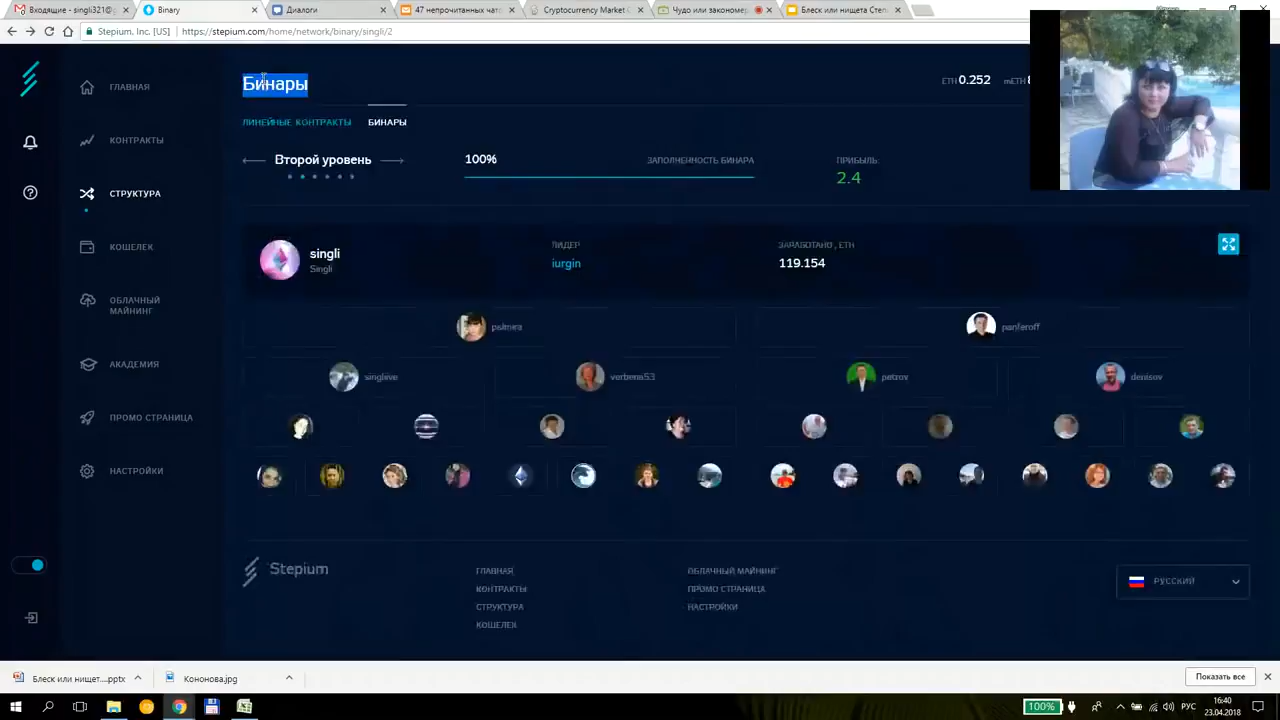 Входящие - singli321@g
Binary
Диалоги
47 непрочитанных чатов
Cryptocurrency Market C
Чудо или закономер
Блеск или нищета Степ
Stepium. Inc. [US]
https://stepium.com/home/network/binary/singli/2
Бинары
ETH 0.252
mETH
ГЛАВНАЯ
ЛИНЕЙНЫЕ КОНТРАКТЫ
БИНАРЫ
КОНТРАКТЫ
Второй уровень
100%
ЗАПОЛНЕННОСТЬ БИНАРА
ПРИБЫЛЬ:
2.4
СТРУКТУРА
КОШЕЛЕК
singli
Singli
ЛИДЕР
iurgin
ЗАРАБОТАНО, ETH
119.154
ОБЛАЧНЫЙ
МАЙНИНГ
palmira
panferoff
АКАДЕМИЯ
singlive
verbena53
petrov
denisov
ПРОМО СТРАНИЦА
НАСТРОЙКИ
Stepium
ГЛАВНАЯ
КОНТРАКТЫ
СТРУКТУРА
КОШЕЛЕК
ОБЛАЧНЫЙ МАЙНИНГ
ПРОМО СТРАНИЦА
НАСТРОЙКИ
РУССКИЙ
Блеск или нищет....pptx
Кононова.jpg
Показать все
100%
РУС
16:40
23.04.2018